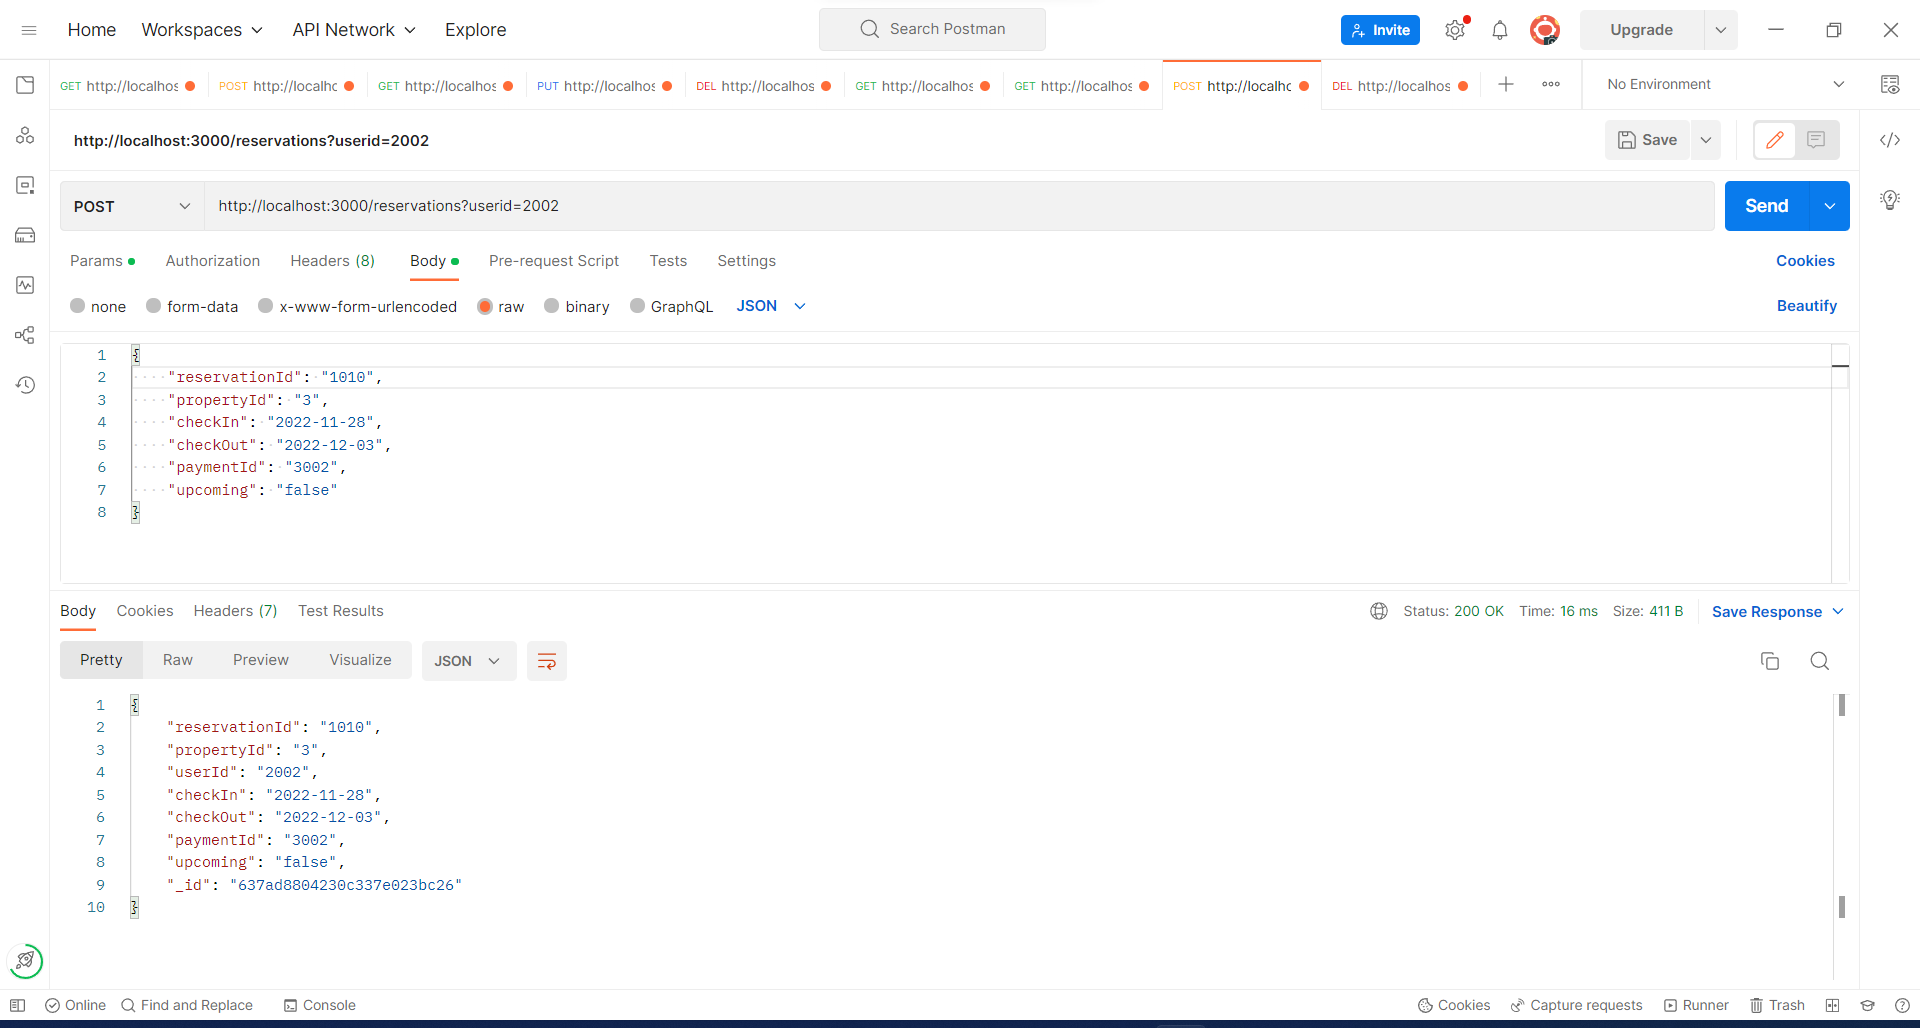 Home Workspaces API Network Explore Search Postman Invite Upgrade
GET http://localhos POST http://localhc GET http://localhos PUT http://localhos DEL http://localhos GET http://localhos GET http://localhos POST http://localhc DEL http://localhos No Environment
http://localhost:3000/reservations?userid=2002 Save
POST http://localhost:3000/reservations?userid=2002 Send
Params Authorization Headers (8) Body Pre-request Script Tests Settings Cookies
none form-data x-www-form-urlencoded raw binary GraphQL JSON Beautify
1 {
2 "reservationId": "1010",
3 "propertyId": "3",
4 "checkIn": "2022-11-28",
5 "checkOut": "2022-12-03",
6 "paymentId": "3002",
7 "upcoming": "false"
8 }
Body Cookies Headers (7) Test Results Status: 200 OK Time: 16 ms Size: 411 B Save Response
Pretty Raw Preview Visualize JSON
1 {
2 "reservationId": "1010",
3 "propertyId": "3",
4 "userId": "2002",
5 "checkIn": "2022-11-28",
6 "checkOut": "2022-12-03",
7 "paymentId": "3002",
8 "upcoming": "false",
9 "_id": "637ad8804230c337e023bc26"
10 }
Online Find and Replace Console Cookies Capture requests Runner Trash